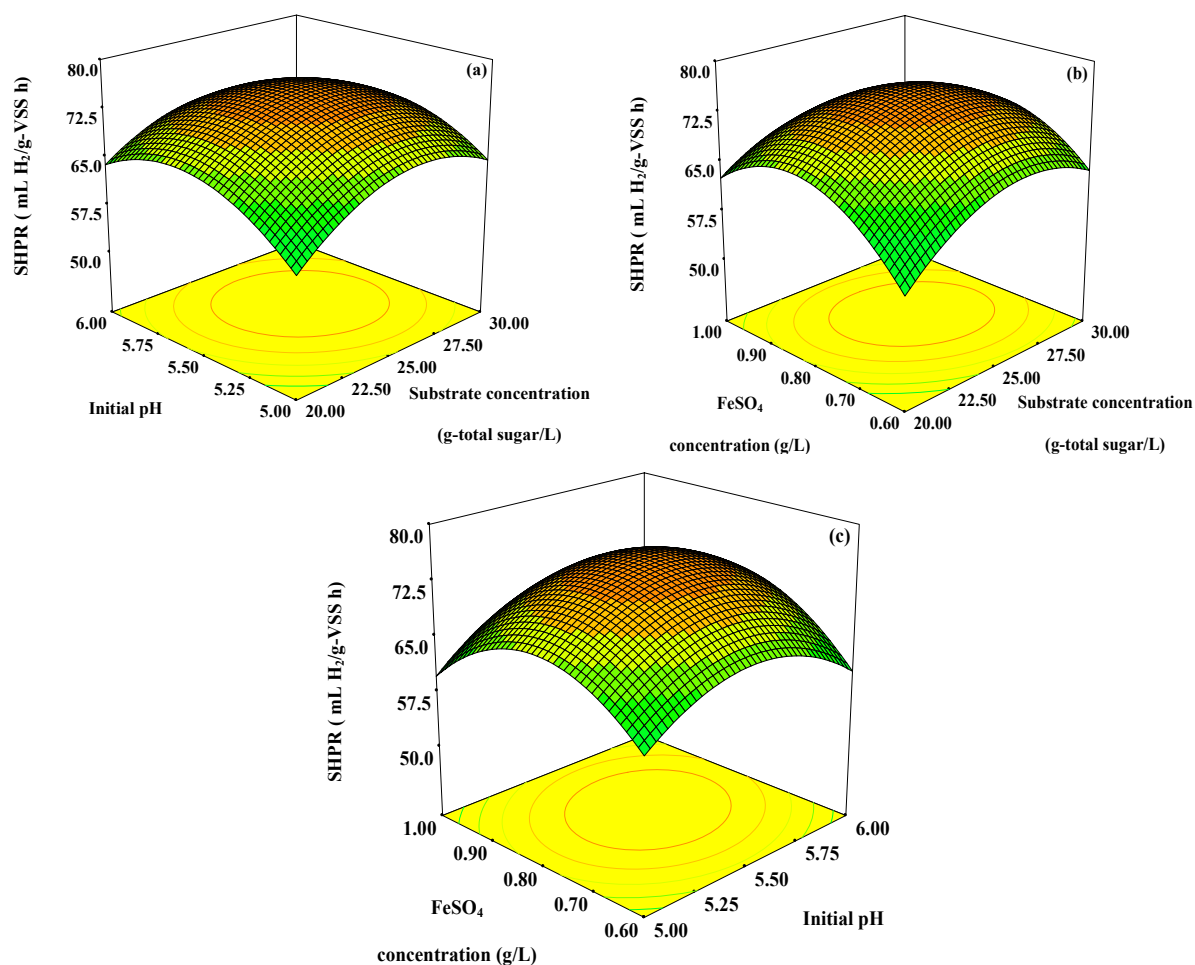 (a)
80.0
72.5
65.0
57.5
50.0
SHPR ( mL H₂/g-VSS h)
6.00
5.75
5.50
5.25
5.00
Initial pH
20.00
22.50
25.00
27.50
30.00
Substrate concentration
(g-total sugar/L)
(b)
80.0
72.5
65.0
57.5
50.0
SHPR ( mL H₂/g-VSS h)
1.00
0.90
0.80
0.70
0.60
FeSO₄
concentration (g/L)
20.00
22.50
25.00
27.50
30.00
Substrate concentration
(g-total sugar/L)
(c)
80.0
72.5
65.0
57.5
50.0
SHPR ( mL H₂/g-VSS h)
1.00
0.90
0.80
0.70
0.60
FeSO₄
concentration (g/L)
5.00
5.25
5.50
5.75
6.00
Initial pH